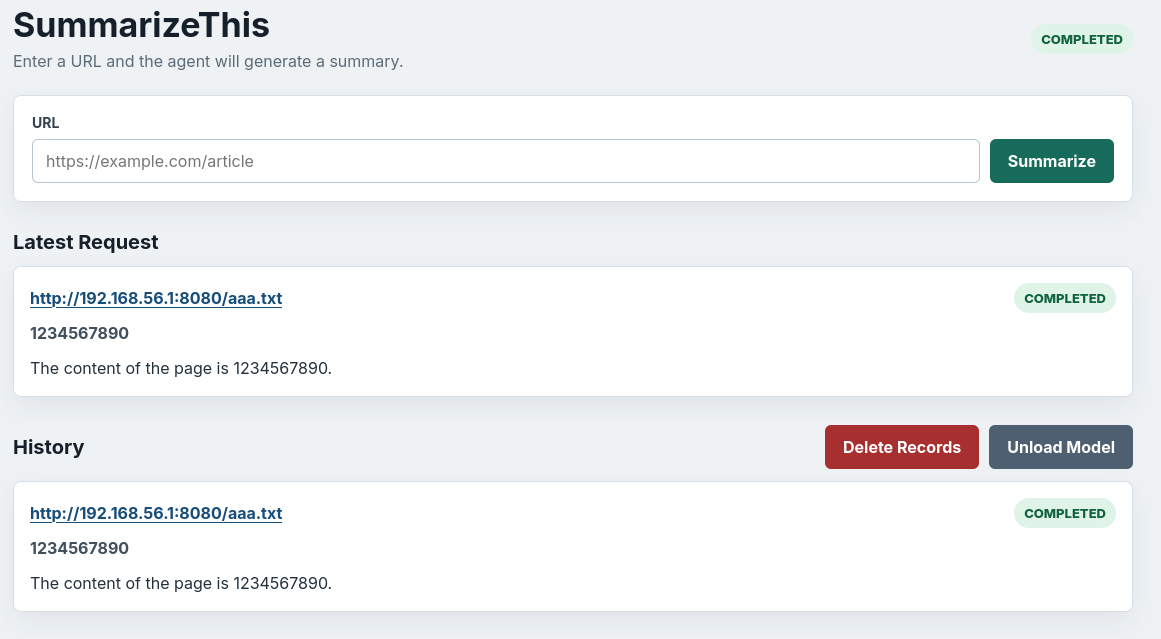 SummarizeThis
COMPLETED
Enter a URL and the agent will generate a summary.
URL
https://example.com/article
Summarize
Latest Request
http://192.168.56.1:8080/aaa.txt
COMPLETED
1234567890
The content of the page is 1234567890.
History
Delete Records
Unload Model
http://192.168.56.1:8080/aaa.txt
COMPLETED
1234567890
The content of the page is 1234567890.